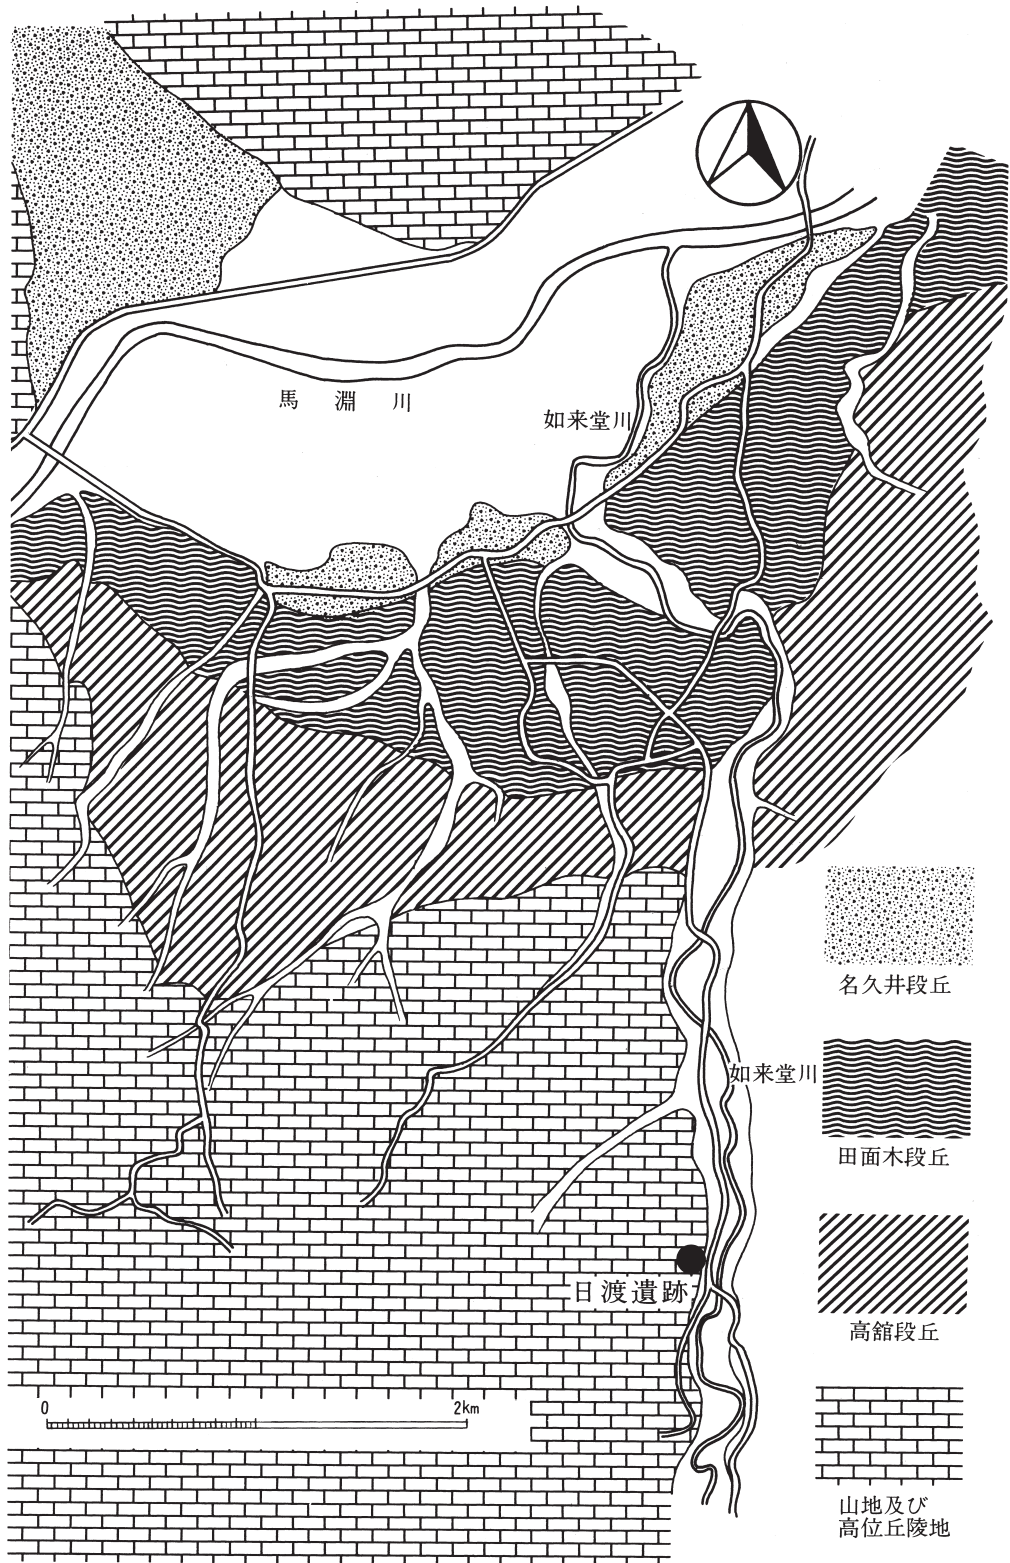 馬淵川
如来堂川
名久井段丘
如来堂川
田面木段丘
日渡遺跡
高舘段丘
0 2km
山地及び
高位丘陵地